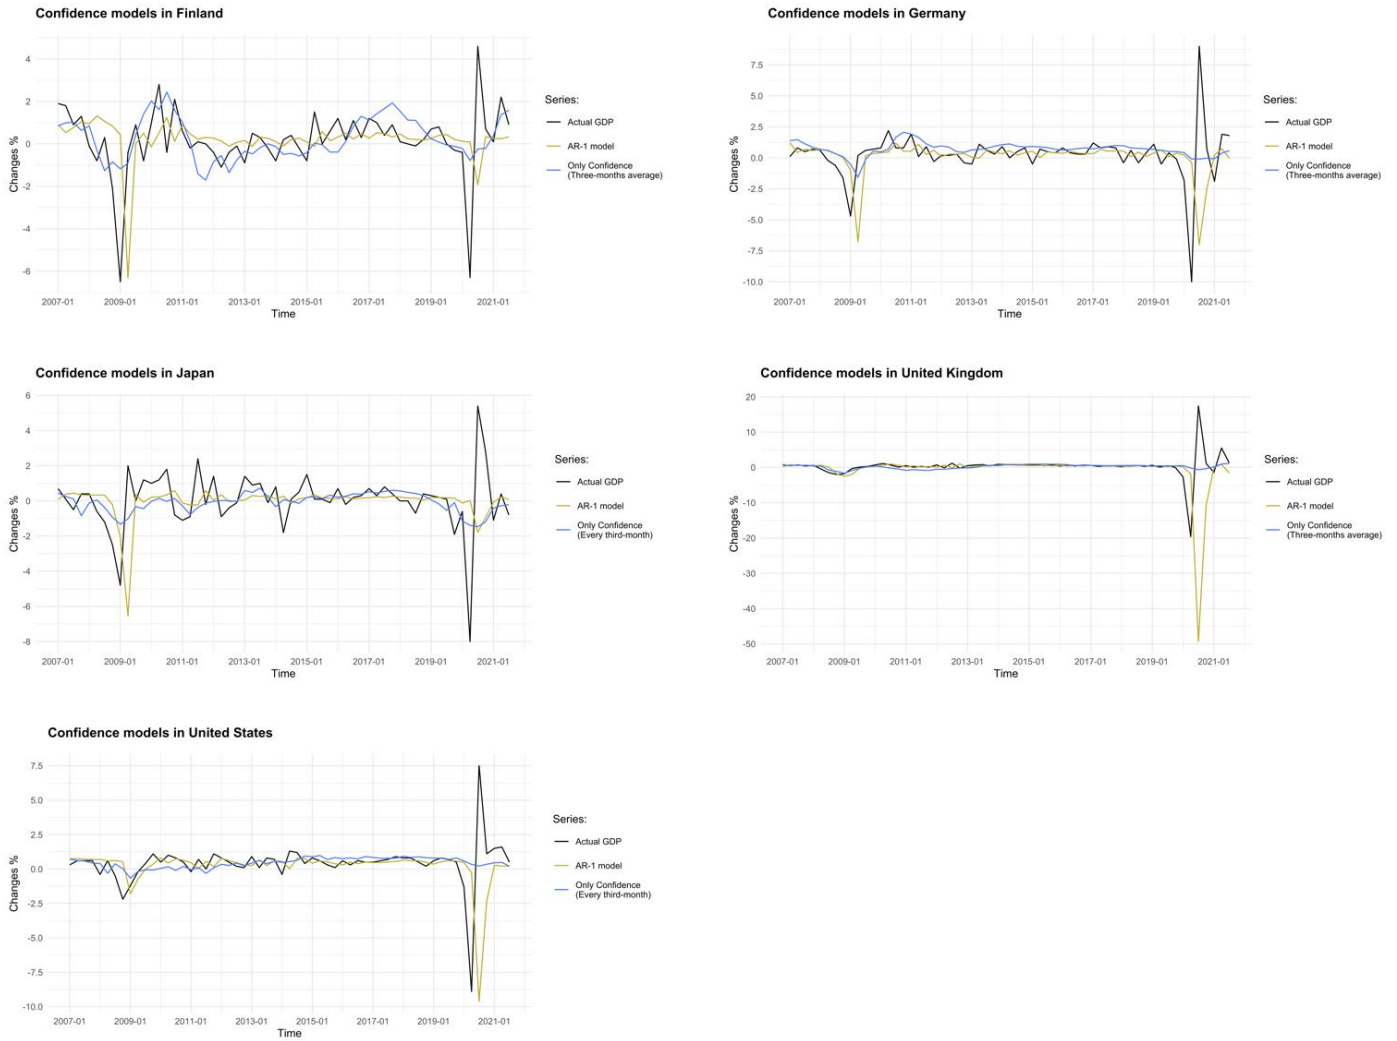 Confidence models in Finland
Changes %
4
2
0
-2
-4
-6
2007-01 2009-01 2011-01 2013-01 2015-01 2017-01 2019-01 2021-01
Time
Series:
Actual GDP
AR-1 model
Only Confidence
(Three-months average)
Confidence models in Germany
Changes %
7.5
5.0
2.5
0.0
-2.5
-5.0
-7.5
-10.0
2007-01 2009-01 2011-01 2013-01 2015-01 2017-01 2019-01 2021-01
Time
Series:
Actual GDP
AR-1 model
Only Confidence
(Three-months average)
Confidence models in Japan
Changes %
6
4
2
0
-2
-4
-6
-8
2007-01 2009-01 2011-01 2013-01 2015-01 2017-01 2019-01 2021-01
Time
Series:
Actual GDP
AR-1 model
Only Confidence
(Every third-month)
Confidence models in United Kingdom
Changes %
20
10
0
-10
-20
-30
-40
-50
2007-01 2009-01 2011-01 2013-01 2015-01 2017-01 2019-01 2021-01
Time
Series:
Actual GDP
AR-1 model
Only Confidence
(Three-months average)
Confidence models in United States
Changes %
7.5
5.0
2.5
0.0
-2.5
-5.0
-7.5
-10.0
2007-01 2009-01 2011-01 2013-01 2015-01 2017-01 2019-01 2021-01
Time
Series:
Actual GDP
AR-1 model
Only Confidence
(Every third-month)